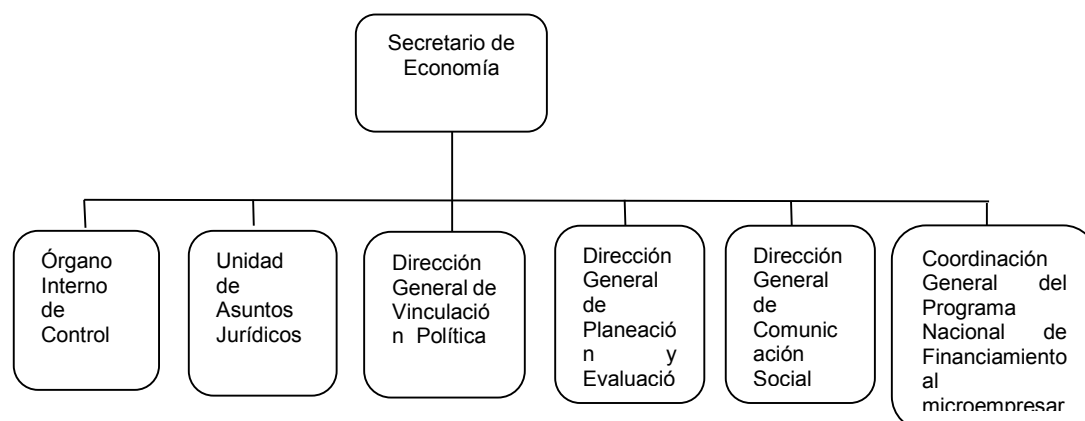 Secretario de
Economía
Órgano
Interno
de
Control
Unidad
de
Asuntos
Jurídicos
Dirección
General de
Vinculació
n Política
Dirección
General
de
Planeació
n y
Evaluació
Dirección
General
de
Comunic
ación
Social
Coordinación
General del
Programa
Nacional de
Financiamiento
al
microempresar